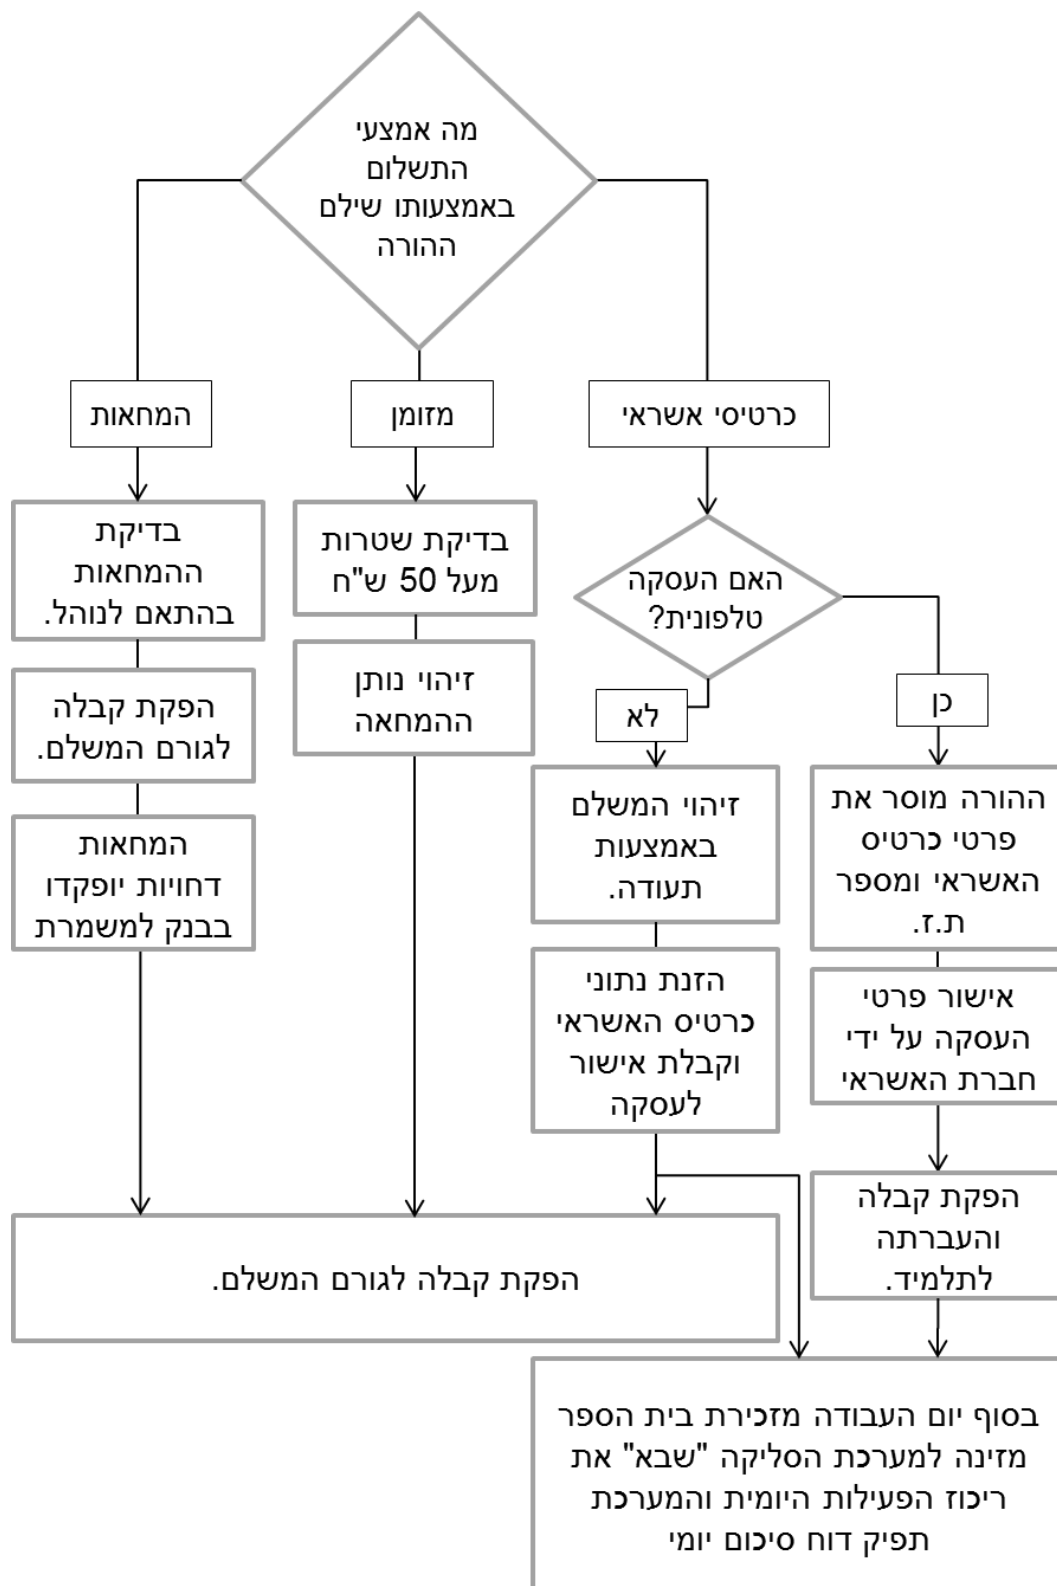 מה אמצעי
התשלום
באמצעותו שילם
ההורה
כרטיסי אשראי
מזומן
המחאות
האם העסקה
טלפונית?
כן
לא
ההורה מוסר את
פרטי כרטיס
האשראי ומספר
ת.ז.
אישור פרטי
העסקה על ידי
חברת האשראי
הפקת קבלה
והעברתה
לתלמיד.
זיהוי המשלם
באמצעות
תעודה.
הזנת נתוני
כרטיס האשראי
וקבלת אישור
לעסקה
בדיקת שטרות
מעל 50 ש"ח
זיהוי נותן
ההמחאה
בדיקת
ההמחאות
בהתאם לנוהל.
הפקת קבלה
לגורם המשלם.
המחאות
דחויות יופקדו
בבנק למשמרת
הפקת קבלה לגורם המשלם.
בסוף יום העבודה מזכירת בית הספר
מזינה למערכת הסליקה "שבא" את
ריכוז הפעילות היומית והמערכת
תפיק דוח סיכום יומי